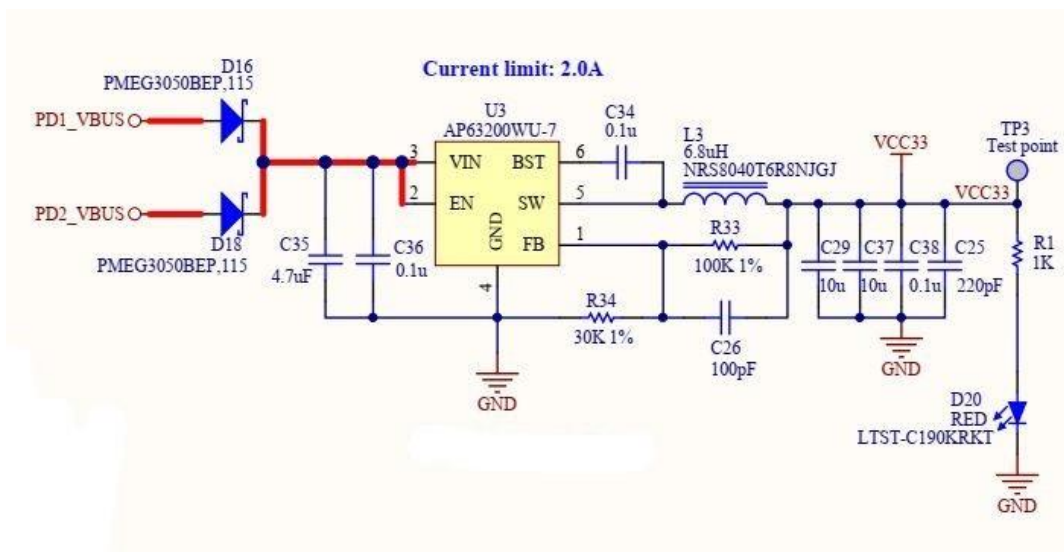 Current limit: 2.0A
D16
PMEG3050BEP,115
PD1_VBUS
PD2_VBUS
D18
PMEG3050BEP,115
U3
AP63200WU-7
3 VIN BST 6
2 EN SW 5
GND FB 1
4
C34
0.1u
L3
6.8uH
NRS8040T6R8NJGJ
VCC33
TP3
Test point
VCC33
C35
4.7uF
C36
0.1u
R33
100K 1%
R34
30K 1%
C26
100pF
C29
10u
C37
10u
C38
0.1u
C25
220pF
R1
1K
GND
GND
D20
RED
LTST-C190KRKT
GND